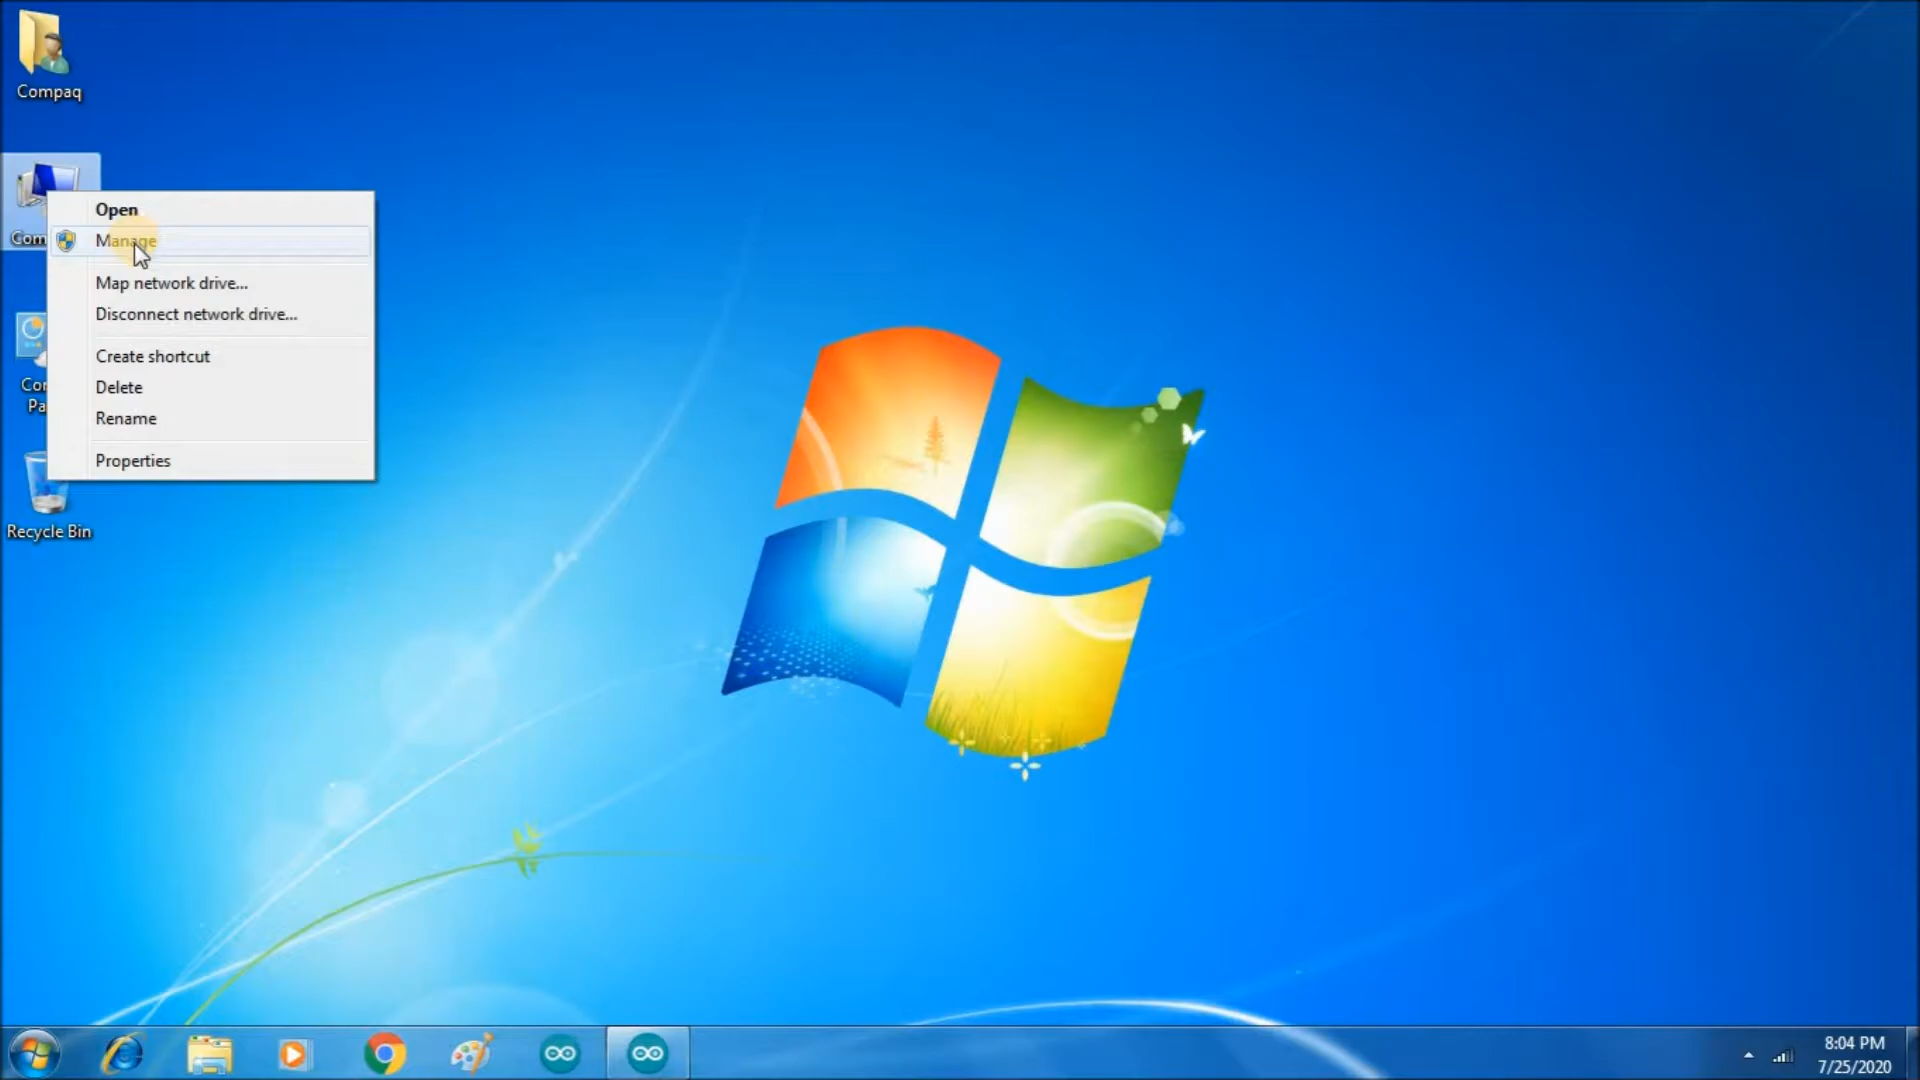 Compaq
Open
Manage
Com
Map network drive...
Disconnect network drive...
Create shortcut
Delete
Rename
Properties
Recycle Bin
8:04 PM
7/25/2020